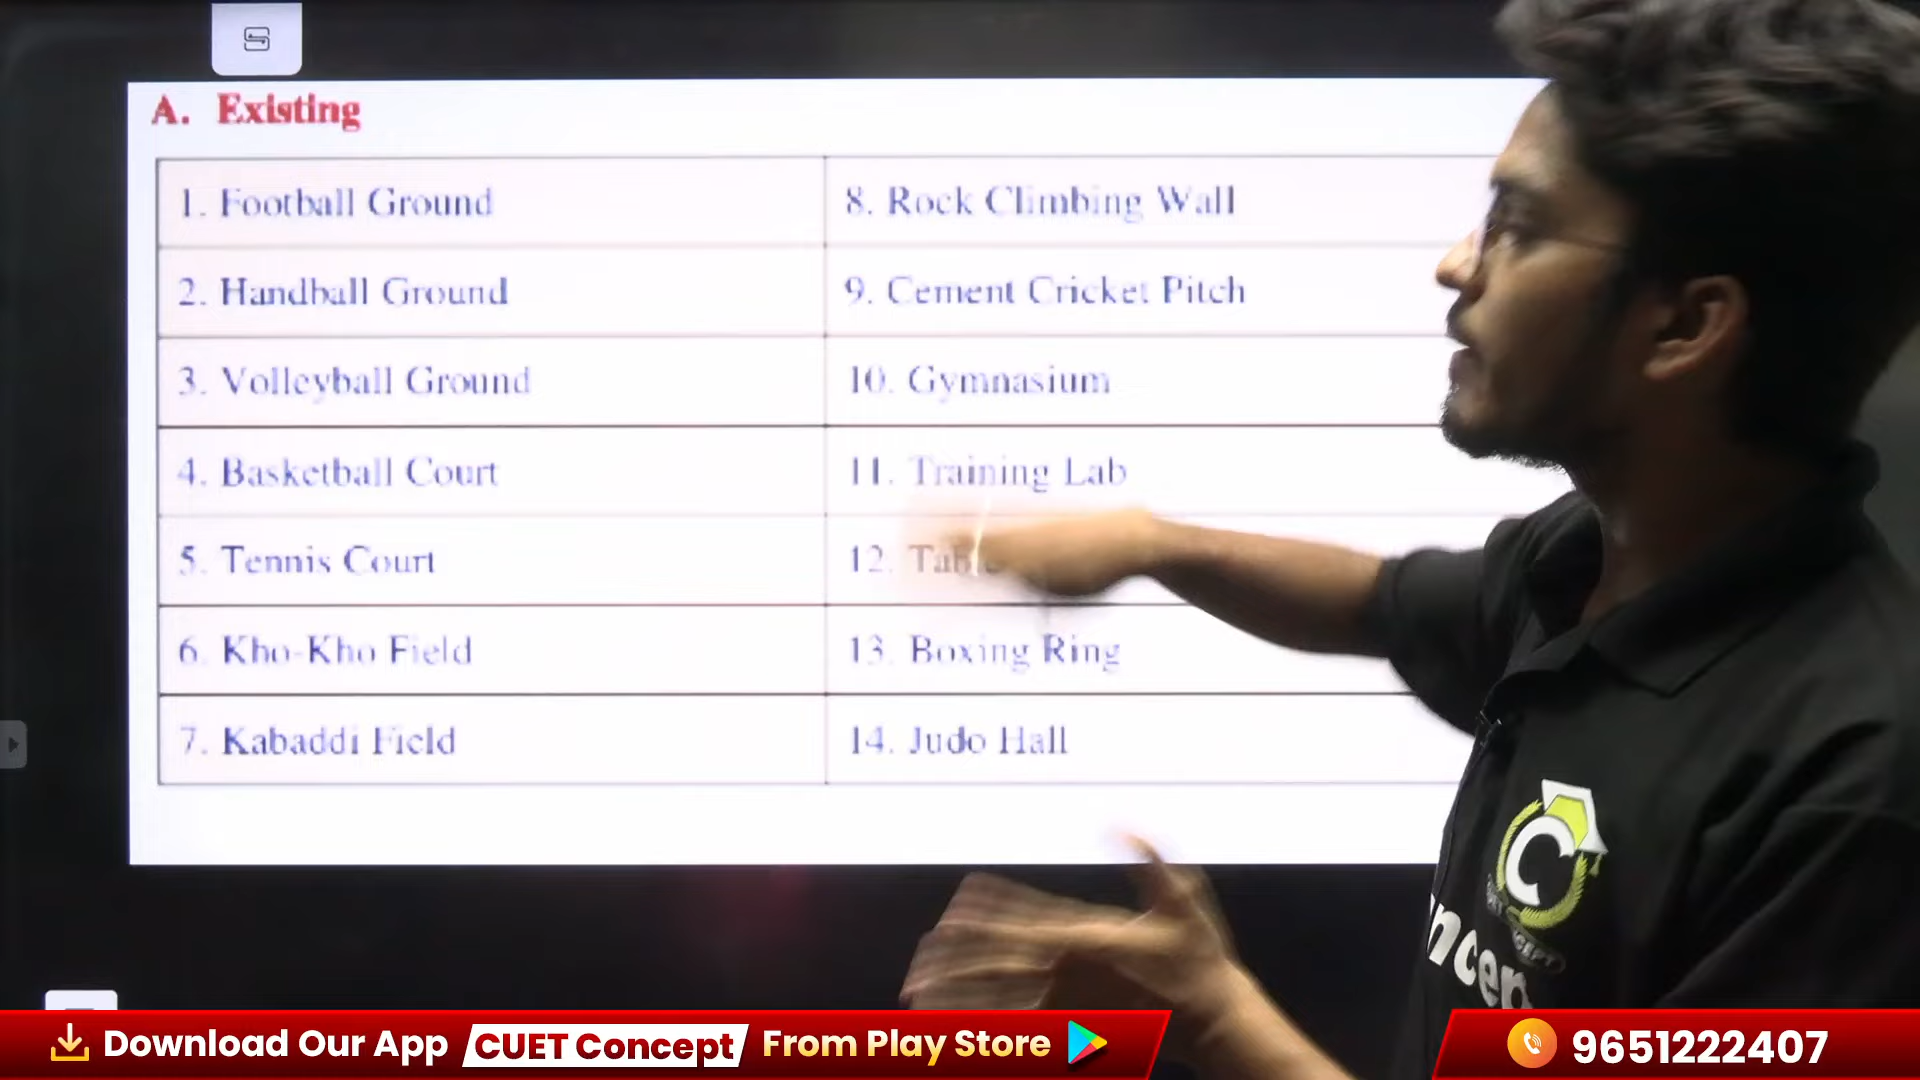 A. Existing
1. Football Ground
2. Handball Ground
3. Volleyball Ground
4. Basketball Court
5. Tennis Court
6. Kho-Kho Field
7. Kabaddi Field
8. Rock Climbing Wall
9. Cement Cricket Pitch
10. Gymnasium
11. Training Lab
12.
13. Boxing Ring
14. Judo Hall
C
Download Our App CUET Concept From Play Store
9651222407